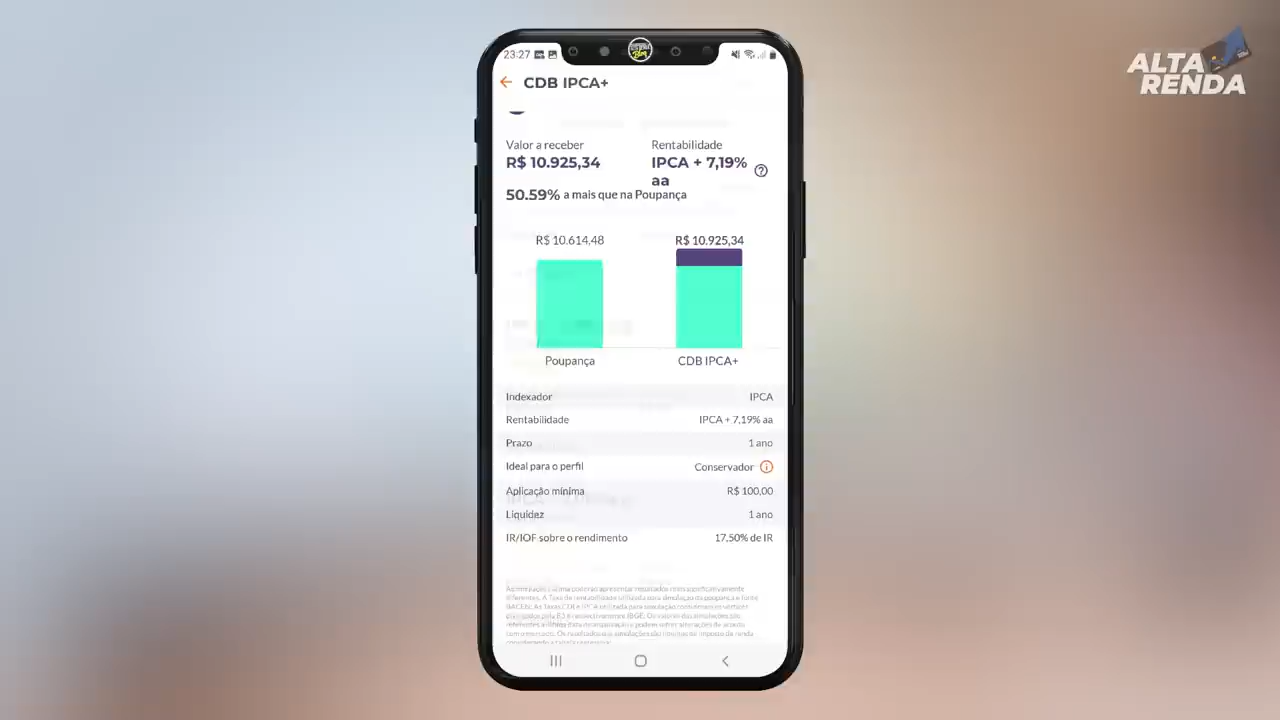 23:27
CDB IPCA+
ALTA
RENDA
Valor a receber
Rentabilidade
R$ 10.925,34
IPCA + 7,19%
aa
50.59% a mais que na Poupança
R$ 10.614.48
R$ 10.925,34
Poupança
CDB IPCA+
Indexador
IPCA
Rentabilidade
IPCA + 7,19% aa
Prazo
1 ano
Ideal para o perfil
Conservador
Aplicação mínima
R$ 100,00
Liquidez
1 ano
IR/IOF sobre o rendimento
17,50% de IR